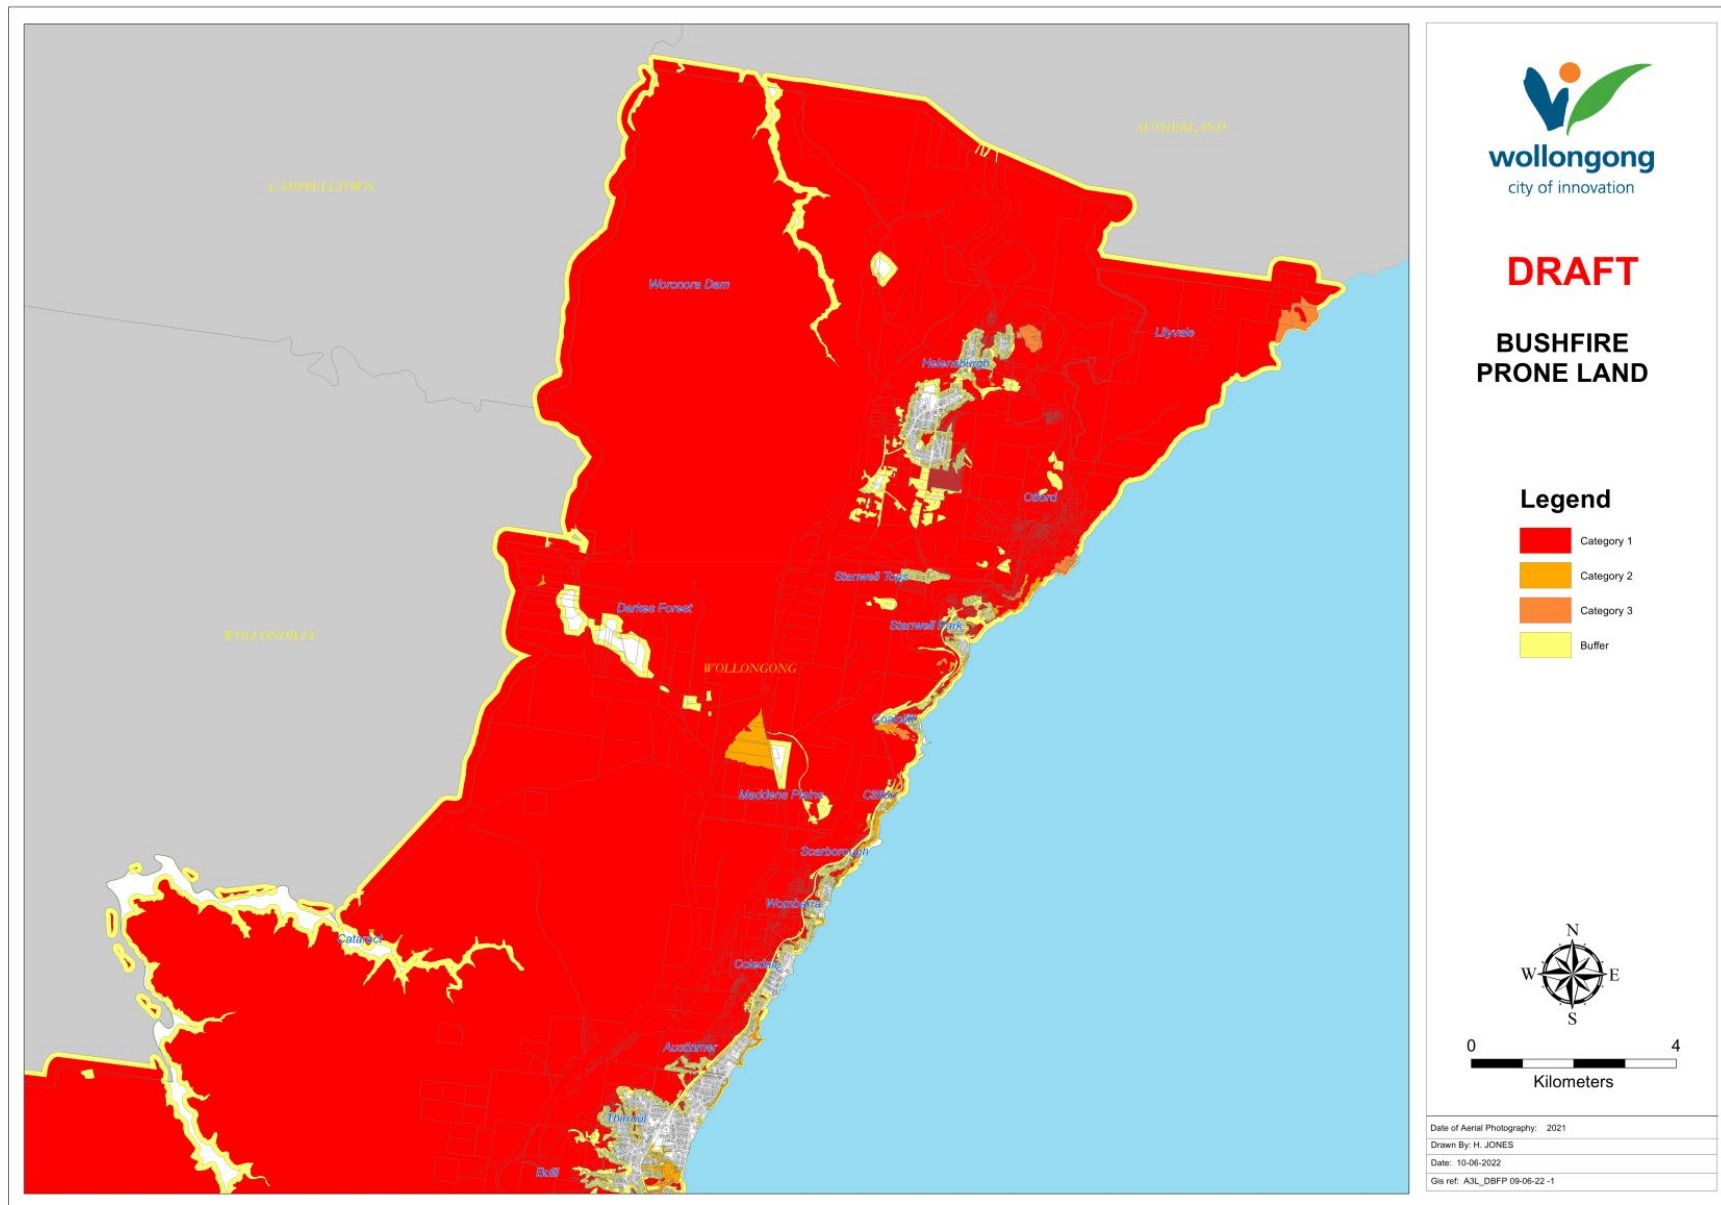 SUTHERLAND
CAMPBELLTOWN
Woronora Dam
Lilyvale
Helensburgh
Otford
Stanwell Tops
Darkes Forest
Stanwell Park
WOLLONDILLY
WOLLONGONG
Coalcliff
Maddens Plains
Clifton
Scarborough
Wombarra
Cataract
Coledale
Austinmer
Thirroul
Bulli
wollongong
city of innovation
DRAFT
BUSHFIRE
PRONE LAND
Legend
Category 1
Category 2
Category 3
Buffer
N
W E
S
0 4
Kilometers
Date of Aerial Photography: 2021
Drawn By: H. JONES
Date: 10-06-2022
Gis ref: A3L_DBFP 09-06-22 -1